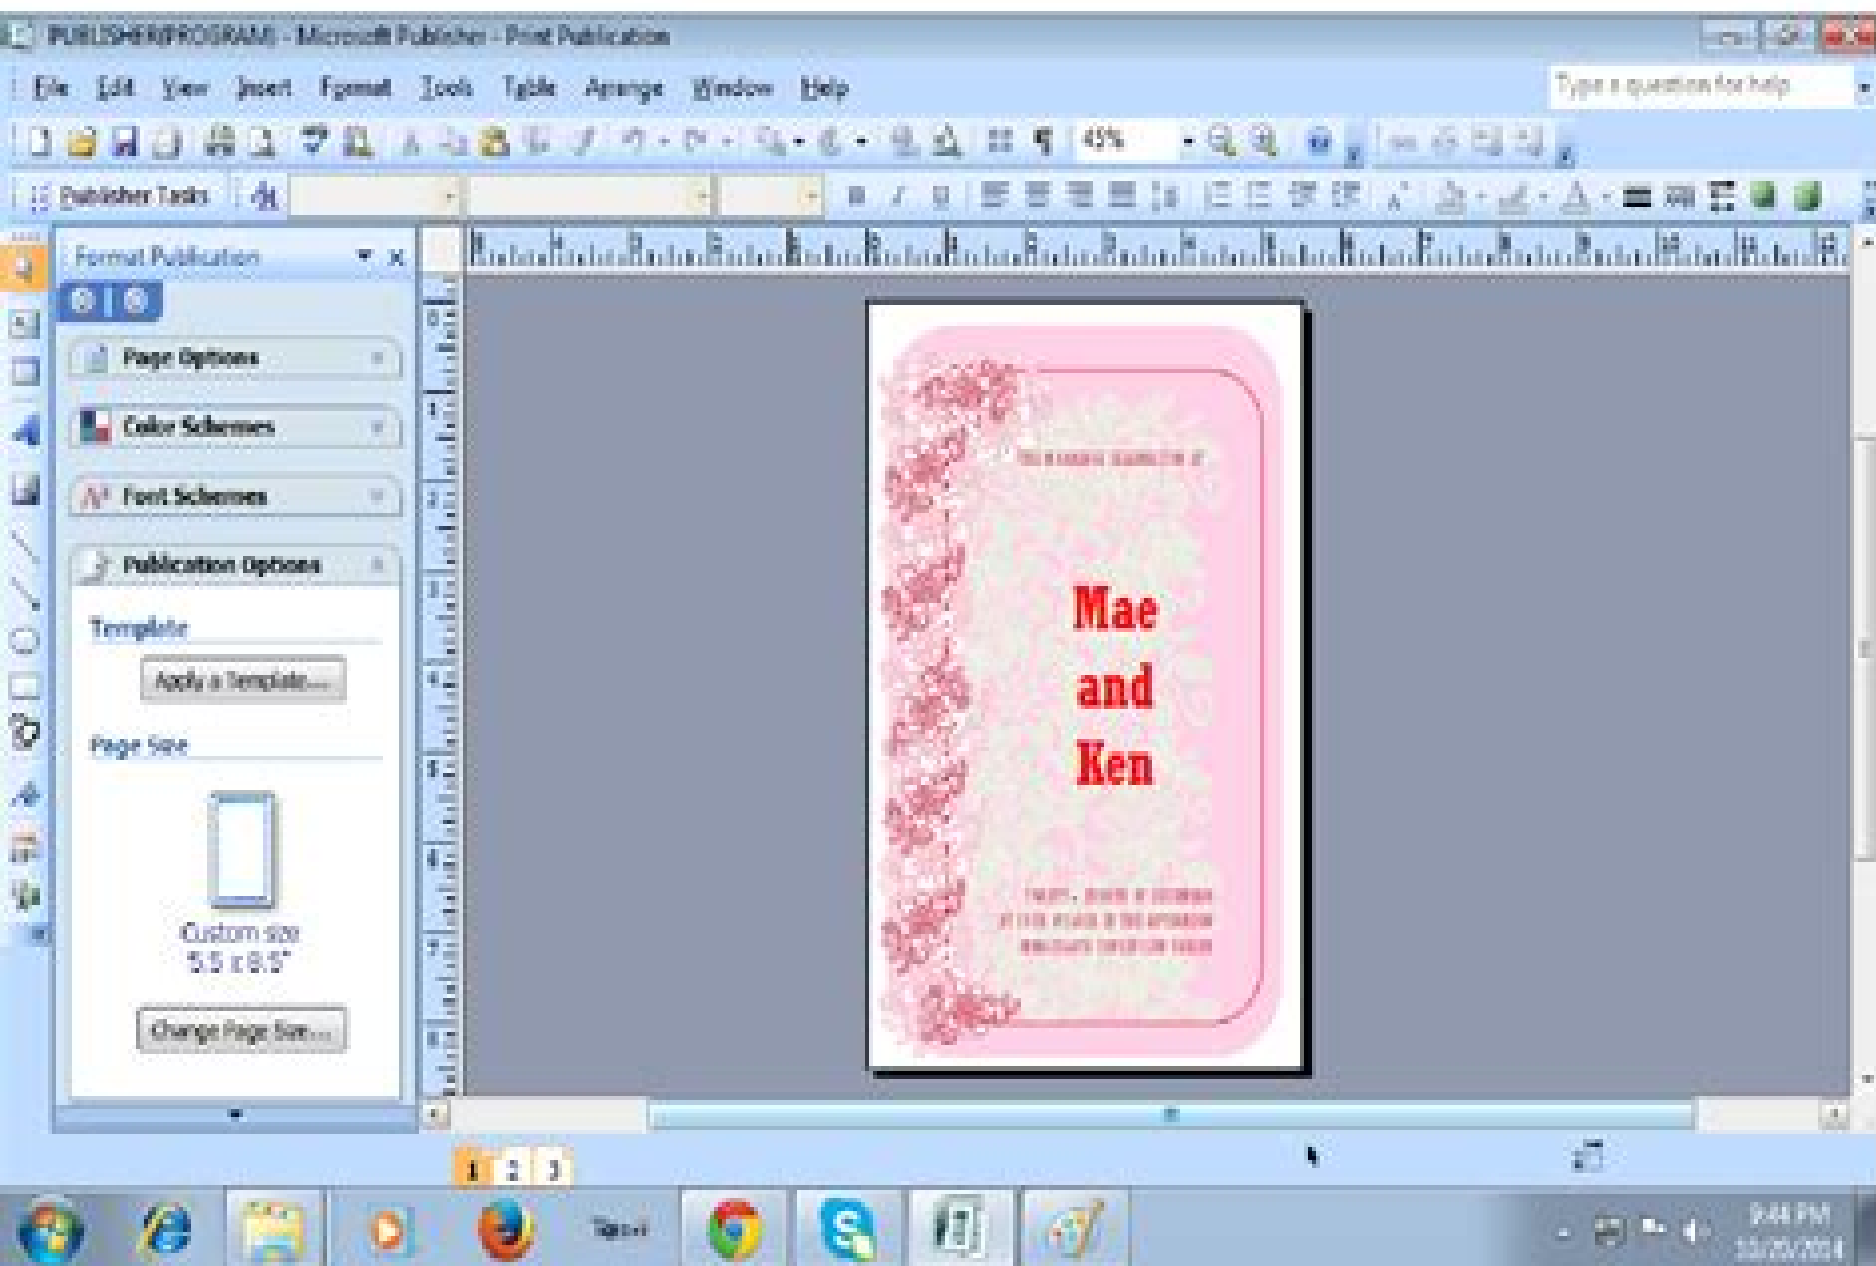 PUBLISHER(PROGRAM) - Microsoft Publisher - Print Publication
File Edit View Insert Format Tools Table Arrange Window Help
Type a question for help
45%
Publisher Tasks
Format Publication
Page Options
Color Schemes
Font Schemes
Publication Options
Template
Apply a Template...
Page Size
Custom size
5.5 x 8.5"
Change Page Size...
Mae
and
Ken
1 2 3
9:44 PM